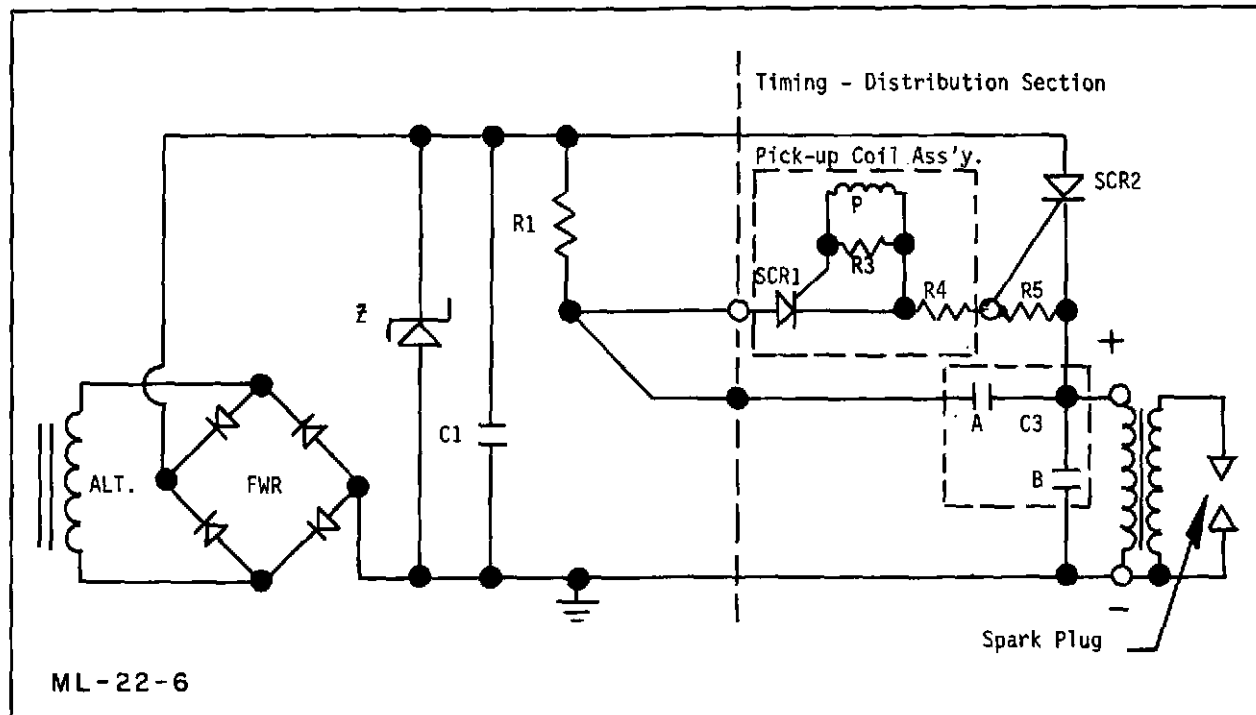 Timing - Distribution Section
Pick-up Coil Ass'y.
SCR2
P
R1
R3
SCR1
R4
R5
Z
+
A
C3
C1
B
ALT.
FWR
-
Spark Plug
ML-22-6